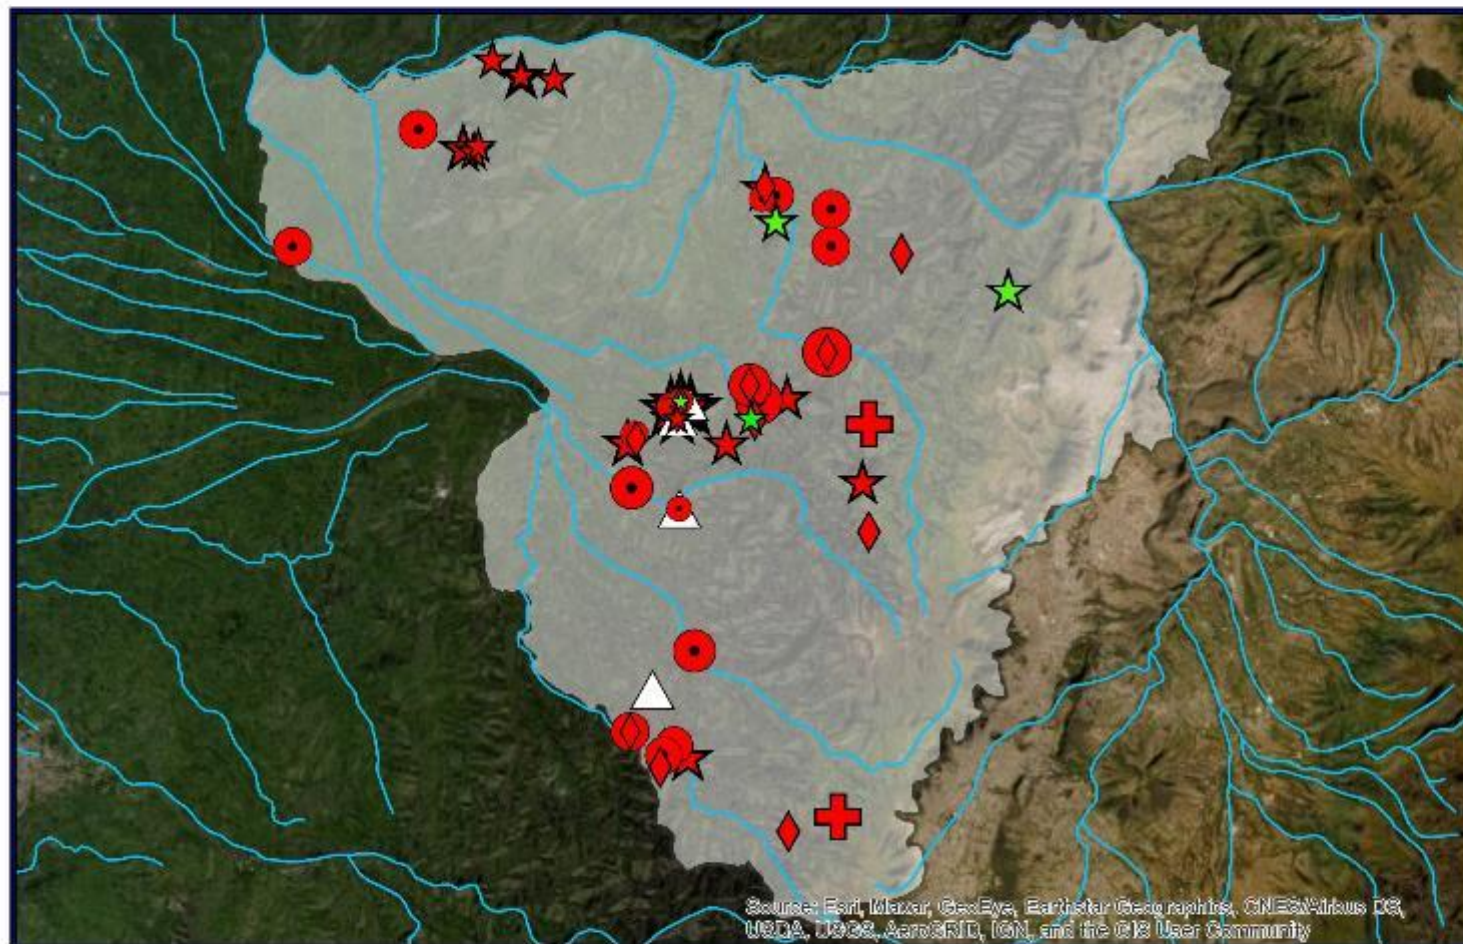 Source: Esri, Maxar, GeoEye, Earthstar Geographics, CNES/Airbus DS,
USDA, USGS, AeroGRID, IGN, and the GIS User Community